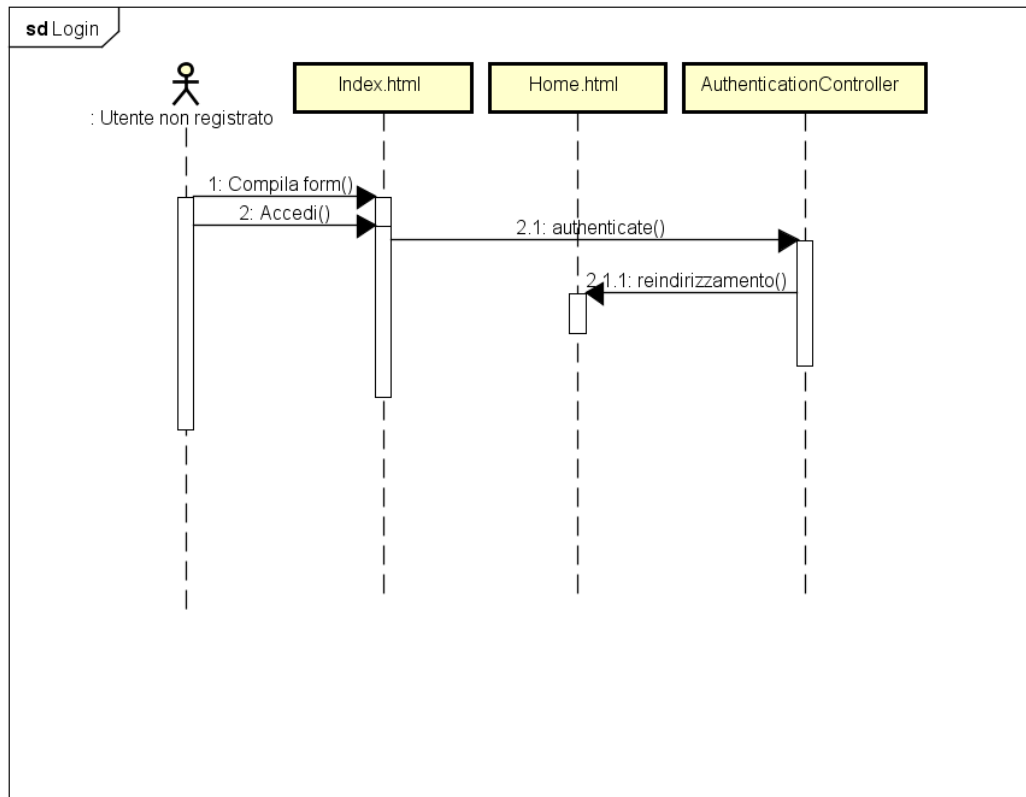 sd Login
: Utente non registrato
Index.html
Home.html
AuthenticationController
1: Compila form()
2: Accedi()
2.1: authenticate()
2.1.1: reindirizzamento()